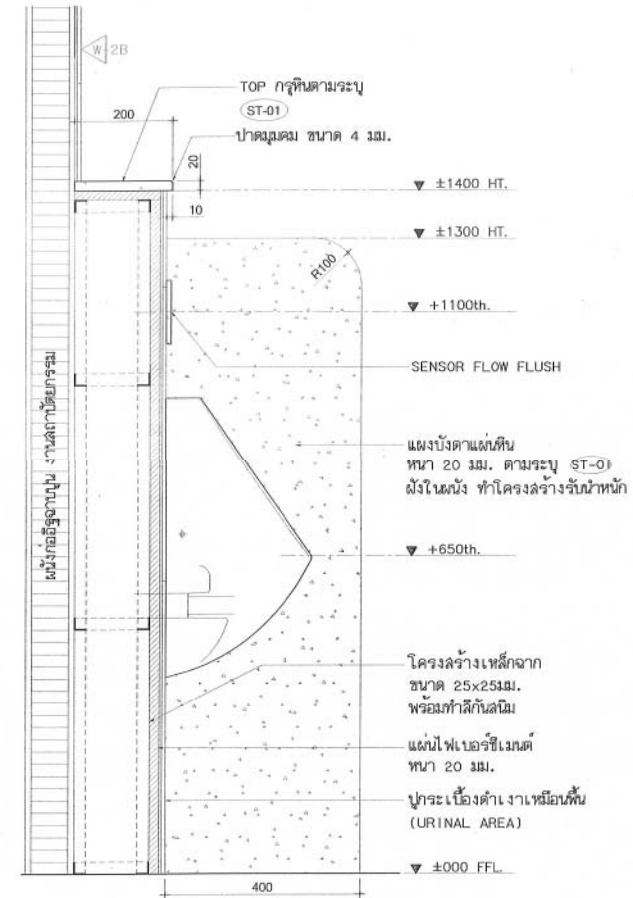 W 2B
TOP กรุหินตามระบุ
ST-01
200
ปาดมุมคม ขนาด 4 มม.
20
±1400 HT.
10
±1300 HT.
R100
+1100th.
SENSOR FLOW FLUSH
ผนังก่ออิฐฉาบปูน งานสถาปัตยกรรม
แผงบังตาแผ่นหิน
หนา 20 มม. ตามระบุ ST-01
ฝังในผนัง ทำโครงสร้างรับน้ำหนัก
+650th.
โครงสร้างเหล็กฉาก
ขนาด 25x25มม.
พร้อมทำสีกันสนิม
แผ่นไฟเบอร์ซีเมนต์
หนา 20 มม.
ปูกระเบื้องดำเงาเหมือนพื้น
(URINAL AREA)
±000 FFL.
400